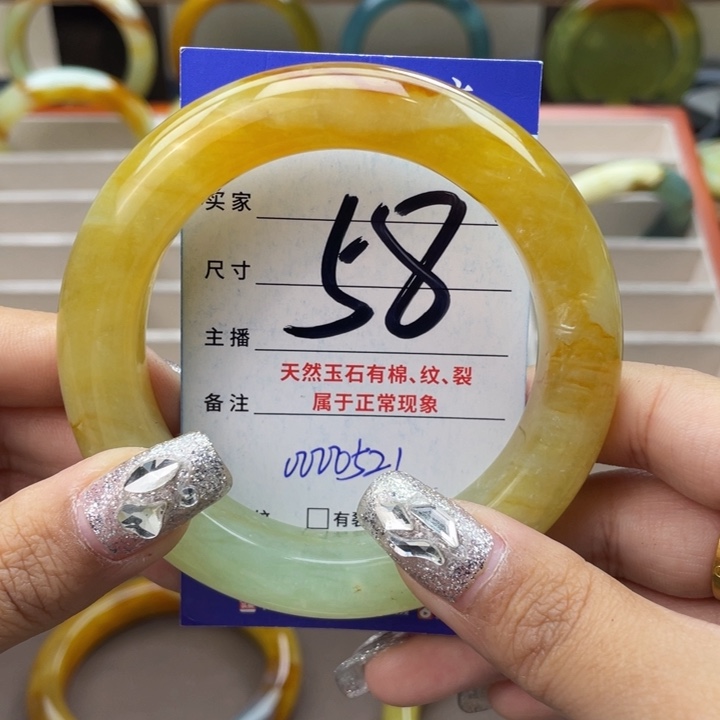 买家
58
尺寸
主播
天然玉石有棉、纹、裂
备注
属于正常现象
0000521
☐有裂